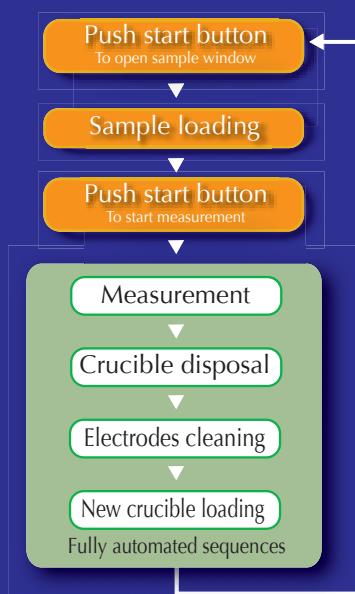 Push start button
To open sample window
Sample loading
Push start button
To start measurement
Measurement
Crucible disposal
Electrodes cleaning
New crucible loading
Fully automated sequences